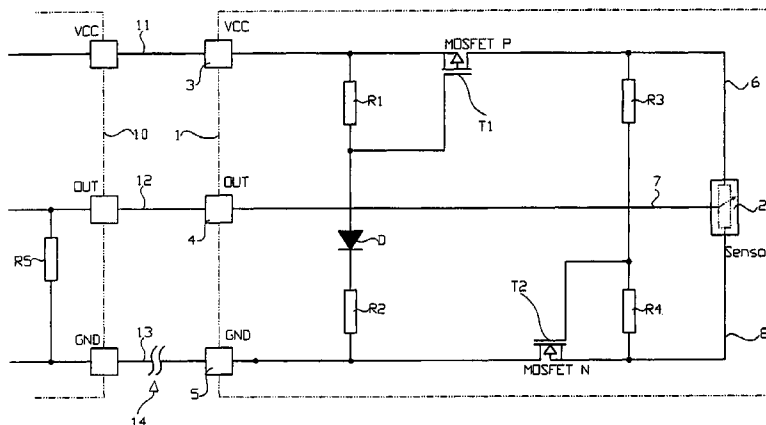 VCC 11 VCC
3
MOSFET P
T1
R1
R3
6
10
1
OUT 12 OUT
4
7
2
Senso
R5
D
R2
T2
R4
GND 13 GND
5
MOSFET N
8
14